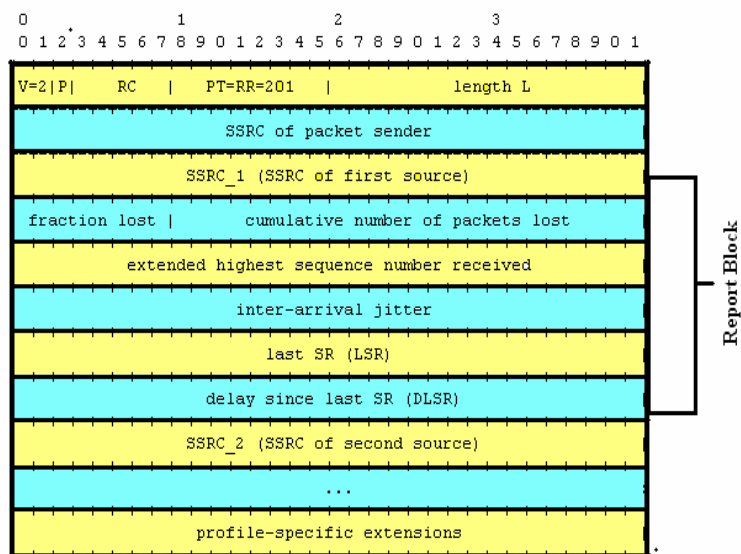 0 1 2 3
0 1 2 3 4 5 6 7 8 9 0 1 2 3 4 5 6 7 8 9 0 1 2 3 4 5 6 7 8 9 0 1
V=2|P| RC | PT=RR=201 | length L
SSRC of packet sender
SSRC_1 (SSRC of first source)
fraction lost | cumulative number of packets lost
extended highest sequence number received
inter-arrival jitter
last SR (LSR)
delay since last SR (DLSR)
SSRC_2 (SSRC of second source)
...
profile-specific extensions
Report Block